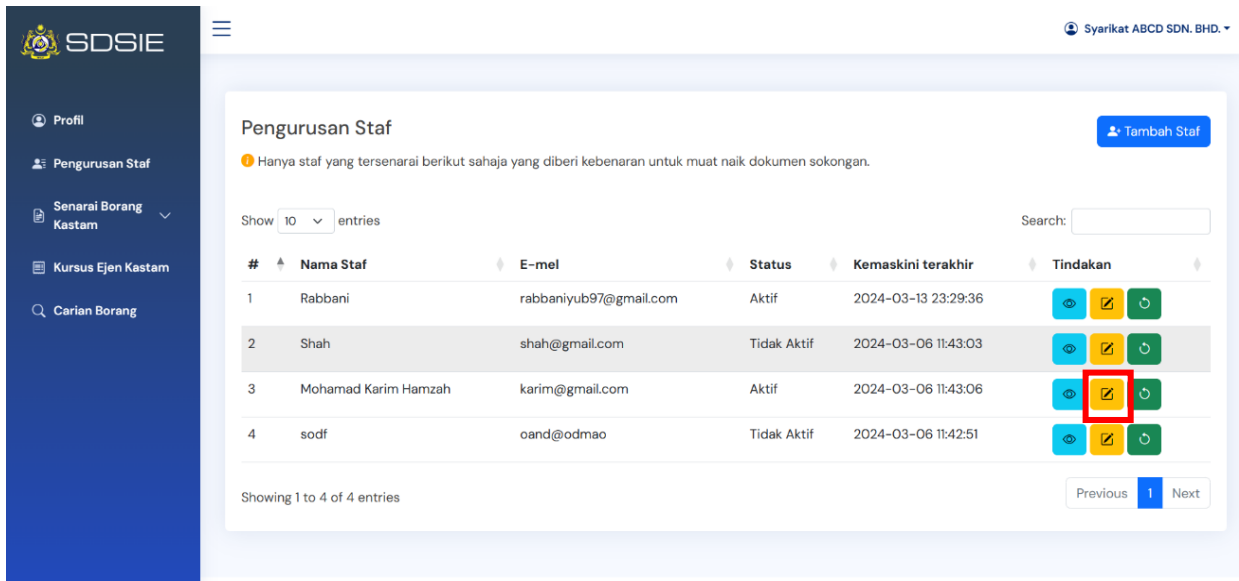 SDSIE
Syarikat ABCD SDN. BHD.
Profil
Pengurusan Staf
Senarai Borang
Kastam
Kursus Ejen Kastam
Carian Borang
Pengurusan Staf
Tambah Staf
Hanya staf yang tersenarai berikut sahaja yang diberi kebenaran untuk muat naik dokumen sokongan.
Show 10 entries
Search:
# Nama Staf E-mel Status Kemaskini terakhir Tindakan
1 Rabbani rabbaniyub97@gmail.com Aktif 2024-03-13 23:29:36
2 Shah shah@gmail.com Tidak Aktif 2024-03-06 11:43:03
3 Mohamad Karim Hamzah karim@gmail.com Aktif 2024-03-06 11:43:06
4 sodf oand@odmao Tidak Aktif 2024-03-06 11:42:51
Showing 1 to 4 of 4 entries
Previous 1 Next